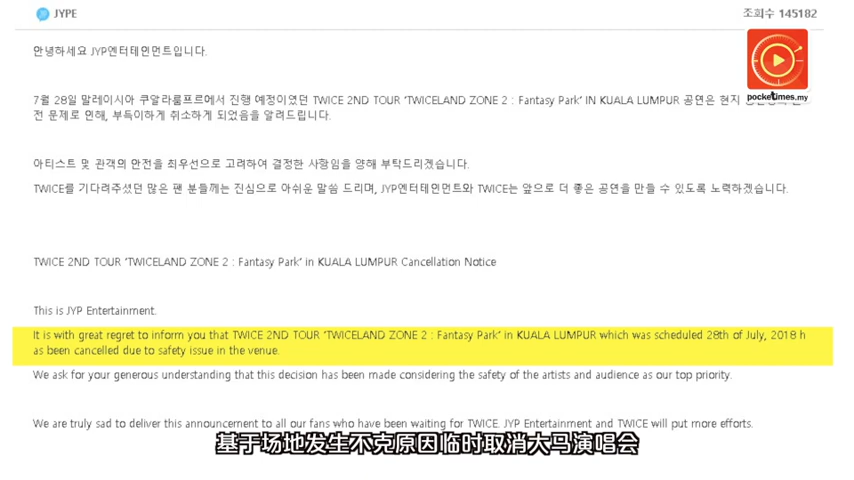 JYPE
조회수 145182
안녕하세요 JYP엔터테인먼트입니다.
pocketimes.my
7월 28일 말레이시아 쿠알라룸푸르에서 진행 예정이였던 TWICE 2ND TOUR 'TWICELAND ZONE 2 : Fantasy Park' IN KUALA LUMPUR 공연은 현지
전 문제로 인해, 부득이하게 취소하게 되었음을 알려드립니다.
아티스트 및 관객의 안전을 최우선으로 고려하여 결정한 사항임을 양해 부탁드리겠습니다.
TWICE를 기다려주셨던 많은 팬 분들께는 진심으로 아쉬운 말씀 드리며, JYP엔터테인먼트와 TWICE는 앞으로 더 좋은 공연을 만들 수 있도록 노력하겠습니다.
TWICE 2ND TOUR 'TWICELAND ZONE 2 : Fantasy Park' in KUALA LUMPUR Cancellation Notice
This is JYP Entertainment.
It is with great regret to inform you that TWICE 2ND TOUR 'TWICELAND ZONE 2 : Fantasy Park' in KUALA LUMPUR which was scheduled 28th of July, 2018 h
as been cancelled due to safety issue in the venue.
We ask for your generous understanding that this decision has been made considering the safety of the artists and audience as our top priority.
We are truly sad to deliver this announcement to all our fans who have been waiting for TWICE. JYP Entertainment and TWICE will put more efforts.
基于场地发生不克原因临时取消大马演唱会